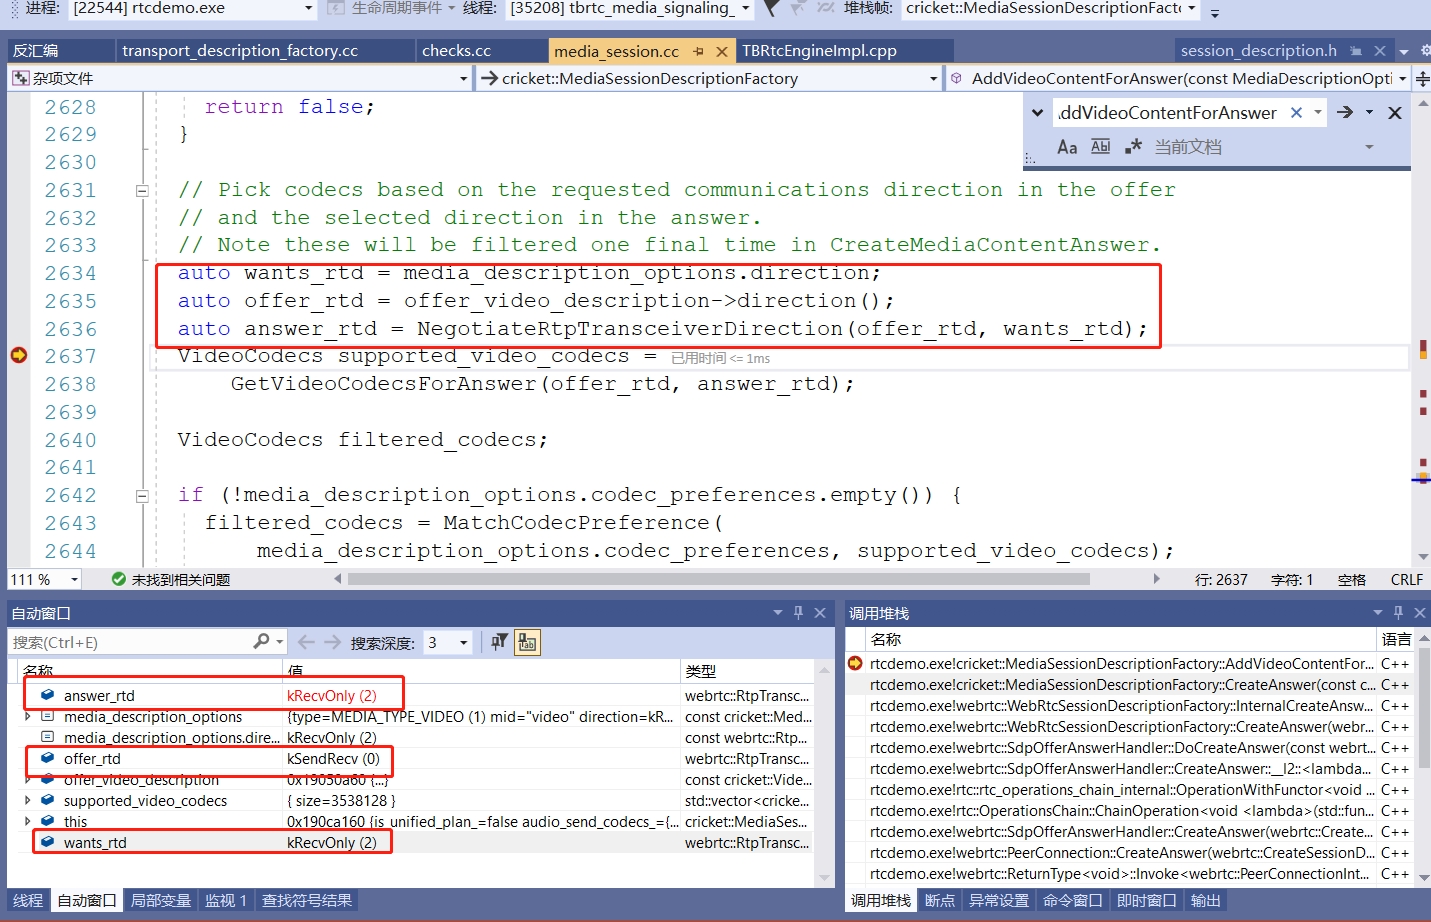 进程: [22544] rtcdemo.exe 生命周期事件 线程: [35208] tbrtc_media_signaling_ 堆栈帧: cricket::MediaSessionDescriptionFact
反汇编 transport_description_factory.cc checks.cc media_session.cc TBRtcEngineImpl.cpp session_description.h
杂项文件 cricket::MediaSessionDescriptionFactory AddVideoContentForAnswer(const MediaDescriptionOpti
ddVideoContentForAnswer
Aa Abl .* 当前文档
2628 return false;
2629 }
2630
2631 // Pick codecs based on the requested communications direction in the offer
2632 // and the selected direction in the answer.
2633 // Note these will be filtered one final time in CreateMediaContentAnswer.
2634 auto wants_rtd = media_description_options.direction;
2635 auto offer_rtd = offer_video_description->direction();
2636 auto answer_rtd = NegotiateRtpTransceiverDirection(offer_rtd, wants_rtd);
2637 VideoCodecs supported_video_codecs = 已用时间 <= 1ms
2638 GetVideoCodecsForAnswer(offer_rtd, answer_rtd);
2639
2640 VideoCodecs filtered_codecs;
2641
2642 if (!media_description_options.codec_preferences.empty()) {
2643 filtered_codecs = MatchCodecPreference(
2644 media_description_options.codec_preferences, supported_video_codecs);
111 % 未找到相关问题 行: 2637 字符: 1 空格 CRLF
自动窗口
搜索(Ctrl+E) 搜索深度: 3
名称 值 类型
answer_rtd kRecvOnly (2) webrtc::RtpTransc...
media_description_options {type=MEDIA_TYPE_VIDEO (1) mid="video" direction=kR... const cricket::Med...
media_description_options.dire... kRecvOnly (2) const webrtc::Rtp...
offer_rtd kSendRecv (0) webrtc::RtpTransc...
offer_video_description 0x19050a60 {...} const cricket::Vide...
supported_video_codecs { size=3538128 } std::vector<cricke...
this 0x190ca160 {is_unified_plan_=false audio_send_codecs_={... cricket::MediaSes...
wants_rtd kRecvOnly (2) webrtc::RtpTransc...
线程 自动窗口 局部变量 监视 1 查找符号结果
调用堆栈
名称 语言
rtcdemo.exe!cricket::MediaSessionDescriptionFactory::AddVideoContentFor... C++
rtcdemo.exe!cricket::MediaSessionDescriptionFactory::CreateAnswer(const c... C++
rtcdemo.exe!webrtc::WebRtcSessionDescriptionFactory::InternalCreateAnsw... C++
rtcdemo.exe!webrtc::WebRtcSessionDescriptionFactory::CreateAnswer(webr... C++
rtcdemo.exe!webrtc::SdpOfferAnswerHandler::DoCreateAnswer(const webrt... C++
rtcdemo.exe!webrtc::SdpOfferAnswerHandler::CreateAnswer::__l2::<lambda... C++
rtcdemo.exe!rtc::rtc_operations_chain_internal::OperationWithFunctor<void ... C++
rtcdemo.exe!rtc::OperationsChain::ChainOperation<void <lambda>(std::fun... C++
rtcdemo.exe!webrtc::SdpOfferAnswerHandler::CreateAnswer(webrtc::Create... C++
rtcdemo.exe!webrtc::PeerConnection::CreateAnswer(webrtc::CreateSessionD... C++
rtcdemo.exe!webrtc::ReturnType<void>::Invoke<webrtc::PeerConnectionInt... C++
调用堆栈 断点 异常设置 命令窗口 即时窗口 输出